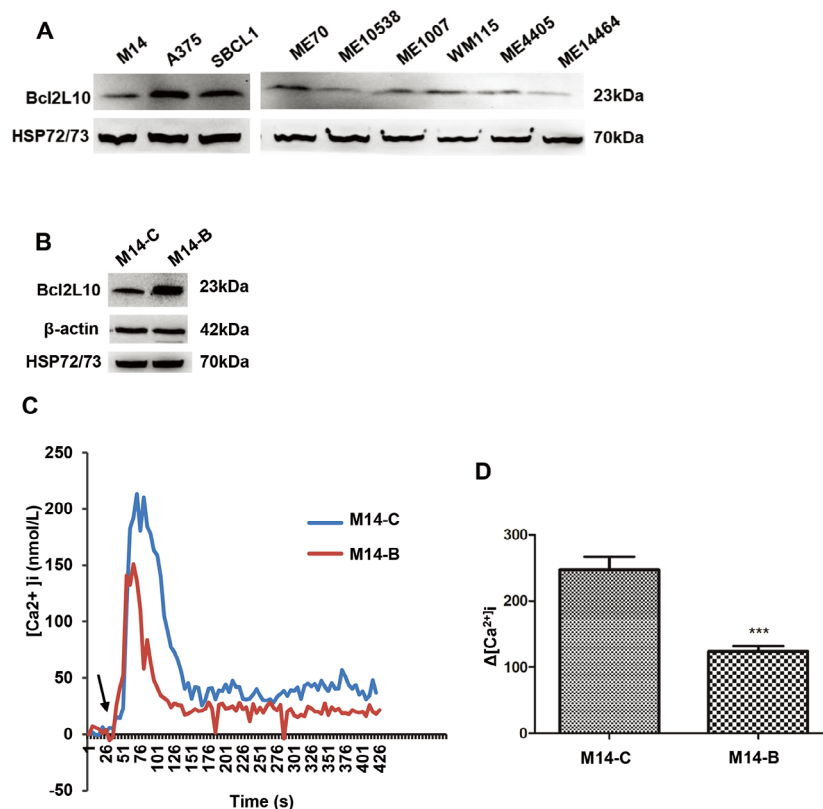 A
M14 A375 SBCL1 ME70 ME10538 ME1007 WM115 ME4405 ME14464
Bcl2L10 23kDa
HSP72/73 70kDa
B
M14-C M14-B
Bcl2L10 23kDa
β-actin 42kDa
HSP72/73 70kDa
C
[Ca2+ ]i (nmol/L)
250
200
150
100
50
0
-50
M14-C
M14-B
1 26 51 76 101 126 151 176 201 226 251 276 301 326 351 376 401 426
Time (s)
D
Δ[Ca²⁺]i
300
200
100
0
***
M14-C M14-B